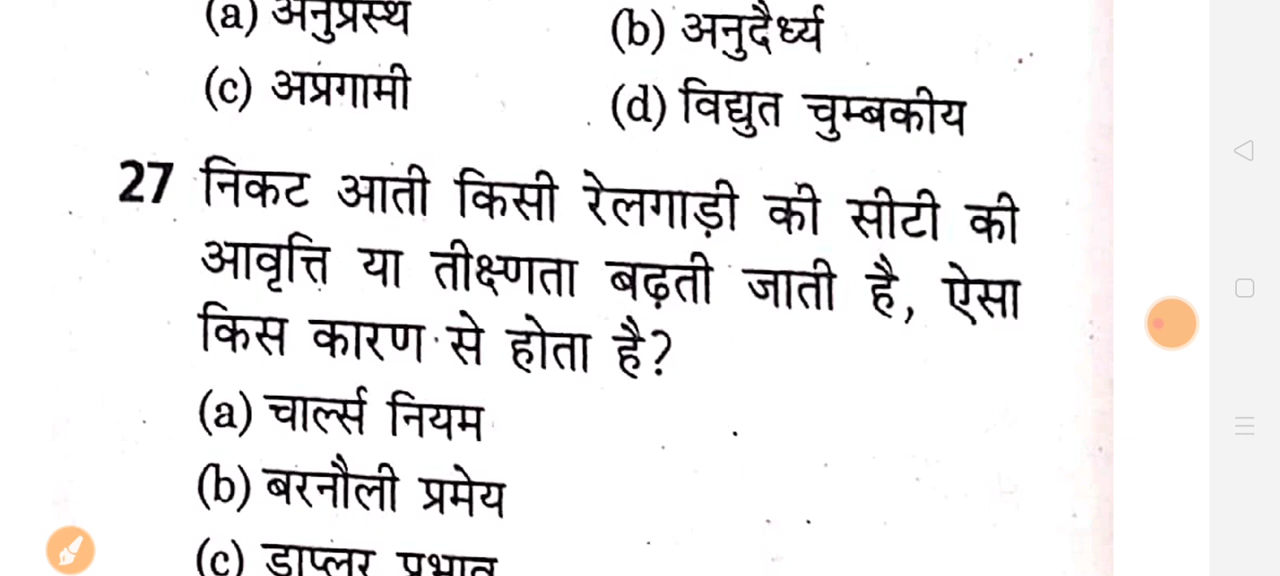 (a) अनुप्रस्थ (b) अनुदैर्ध्य
(c) अप्रगामी (d) विद्युत चुम्बकीय
27 निकट आती किसी रेलगाड़ी की सीटी की
आवृत्ति या तीक्ष्णता बढ़ती जाती है, ऐसा
किस कारण से होता है?
(a) चार्ल्स नियम
(b) बरनौली प्रमेय
(c) डाप्लर प्रभाव